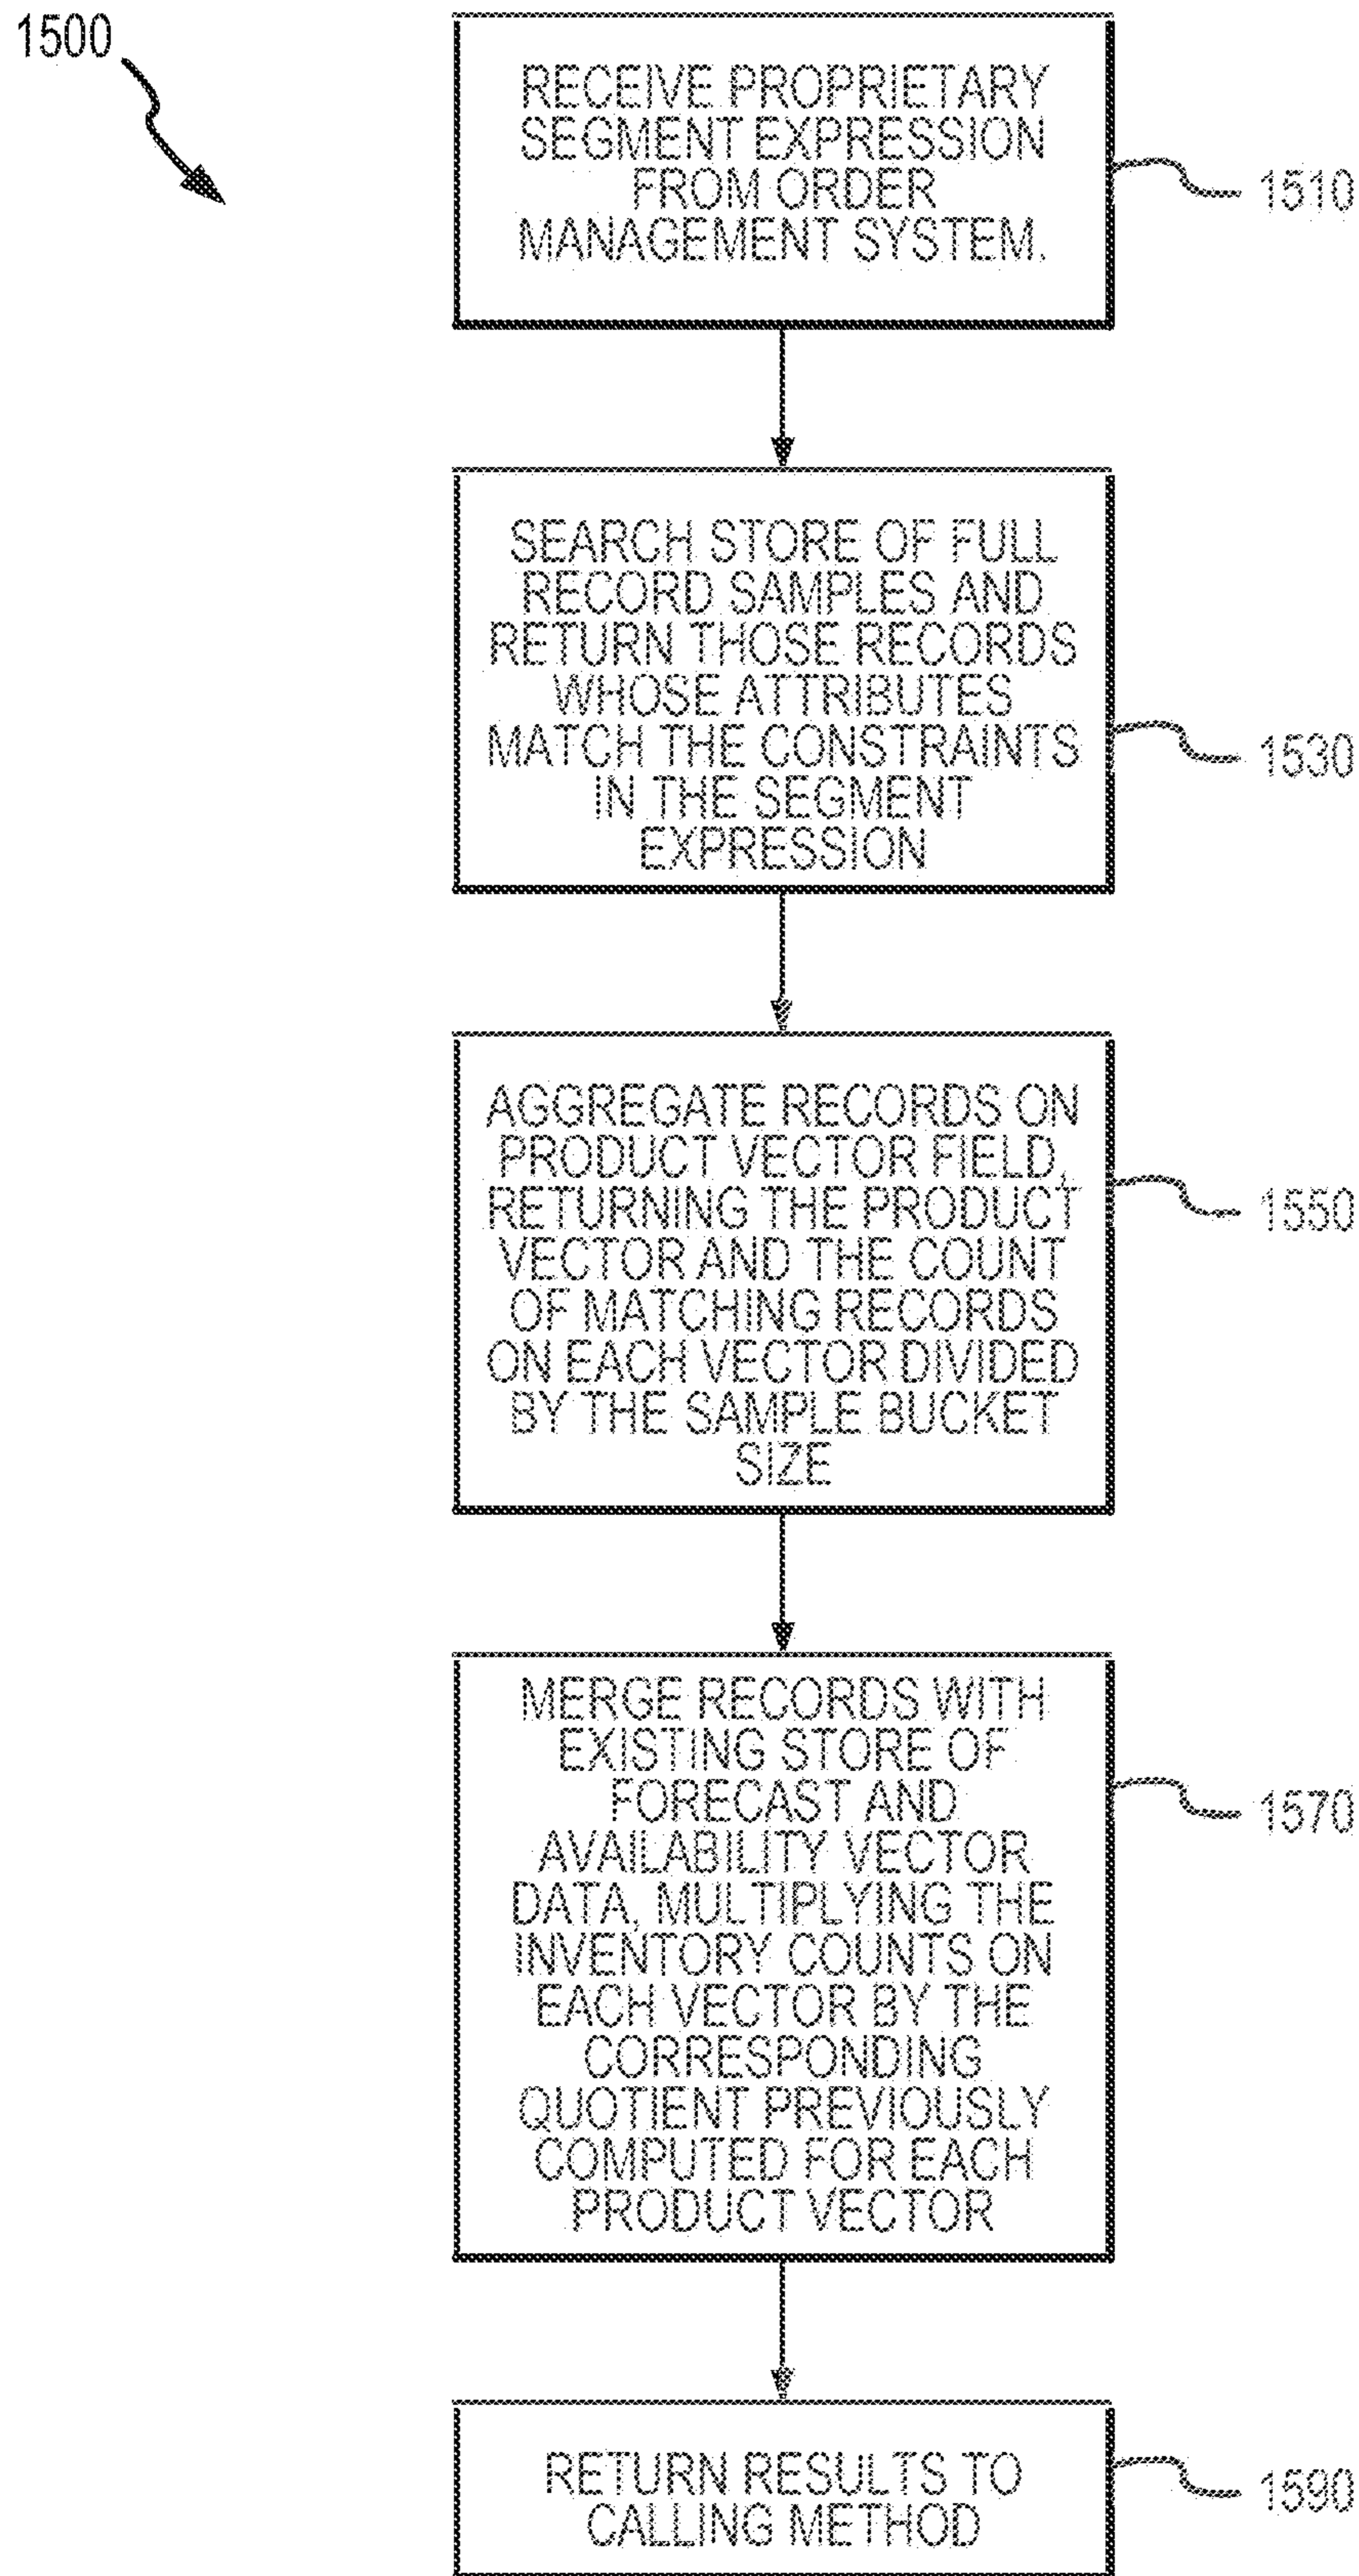 1500
RECEIVE PROPRIETARY
SEGMENT EXPRESSION
FROM ORDER
MANAGEMENT SYSTEM.
1510
SEARCH STORE OF FULL
RECORD SAMPLES AND
RETURN THOSE RECORDS
WHOSE ATTRIBUTES
MATCH THE CONSTRAINTS
IN THE SEGMENT
EXPRESSION
1530
AGGREGATE RECORDS ON
PRODUCT VECTOR FIELD,
RETURNING THE PRODUCT
VECTOR AND THE COUNT
OF MATCHING RECORDS
ON EACH VECTOR DIVIDED
BY THE SAMPLE BUCKET
SIZE
1550
MERGE RECORDS WITH
EXISTING STORE OF
FORECAST AND
AVAILABILITY VECTOR
DATA, MULTIPLYING THE
INVENTORY COUNTS ON
EACH VECTOR BY THE
CORRESPONDING
QUOTIENT PREVIOUSLY
COMPUTED FOR EACH
PRODUCT VECTOR
1570
RETURN RESULTS TO
CALLING METHOD
1590